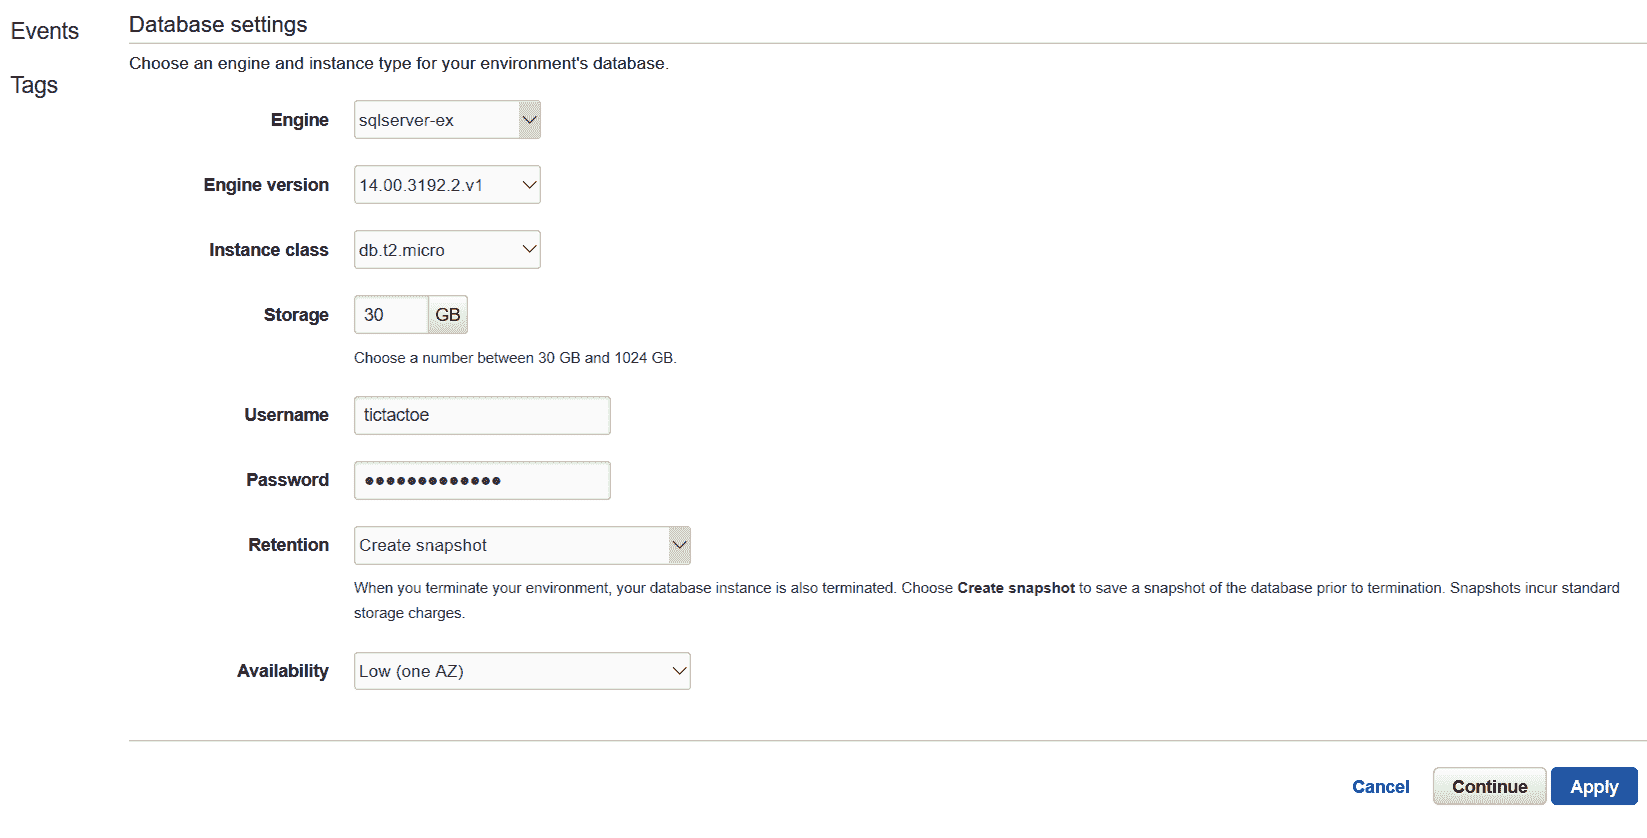 Events
Tags
Database settings
Choose an engine and instance type for your environment's database.
Engine sqlserver-ex
Engine version 14.00.3192.2.v1
Instance class db.t2.micro
Storage 30 GB
Choose a number between 30 GB and 1024 GB.
Username tictactoe
Password ●●●●●●●●●●●●●
Retention Create snapshot
When you terminate your environment, your database instance is also terminated. Choose Create snapshot to save a snapshot of the database prior to termination. Snapshots incur standard
storage charges.
Availability Low (one AZ)
Cancel Continue Apply